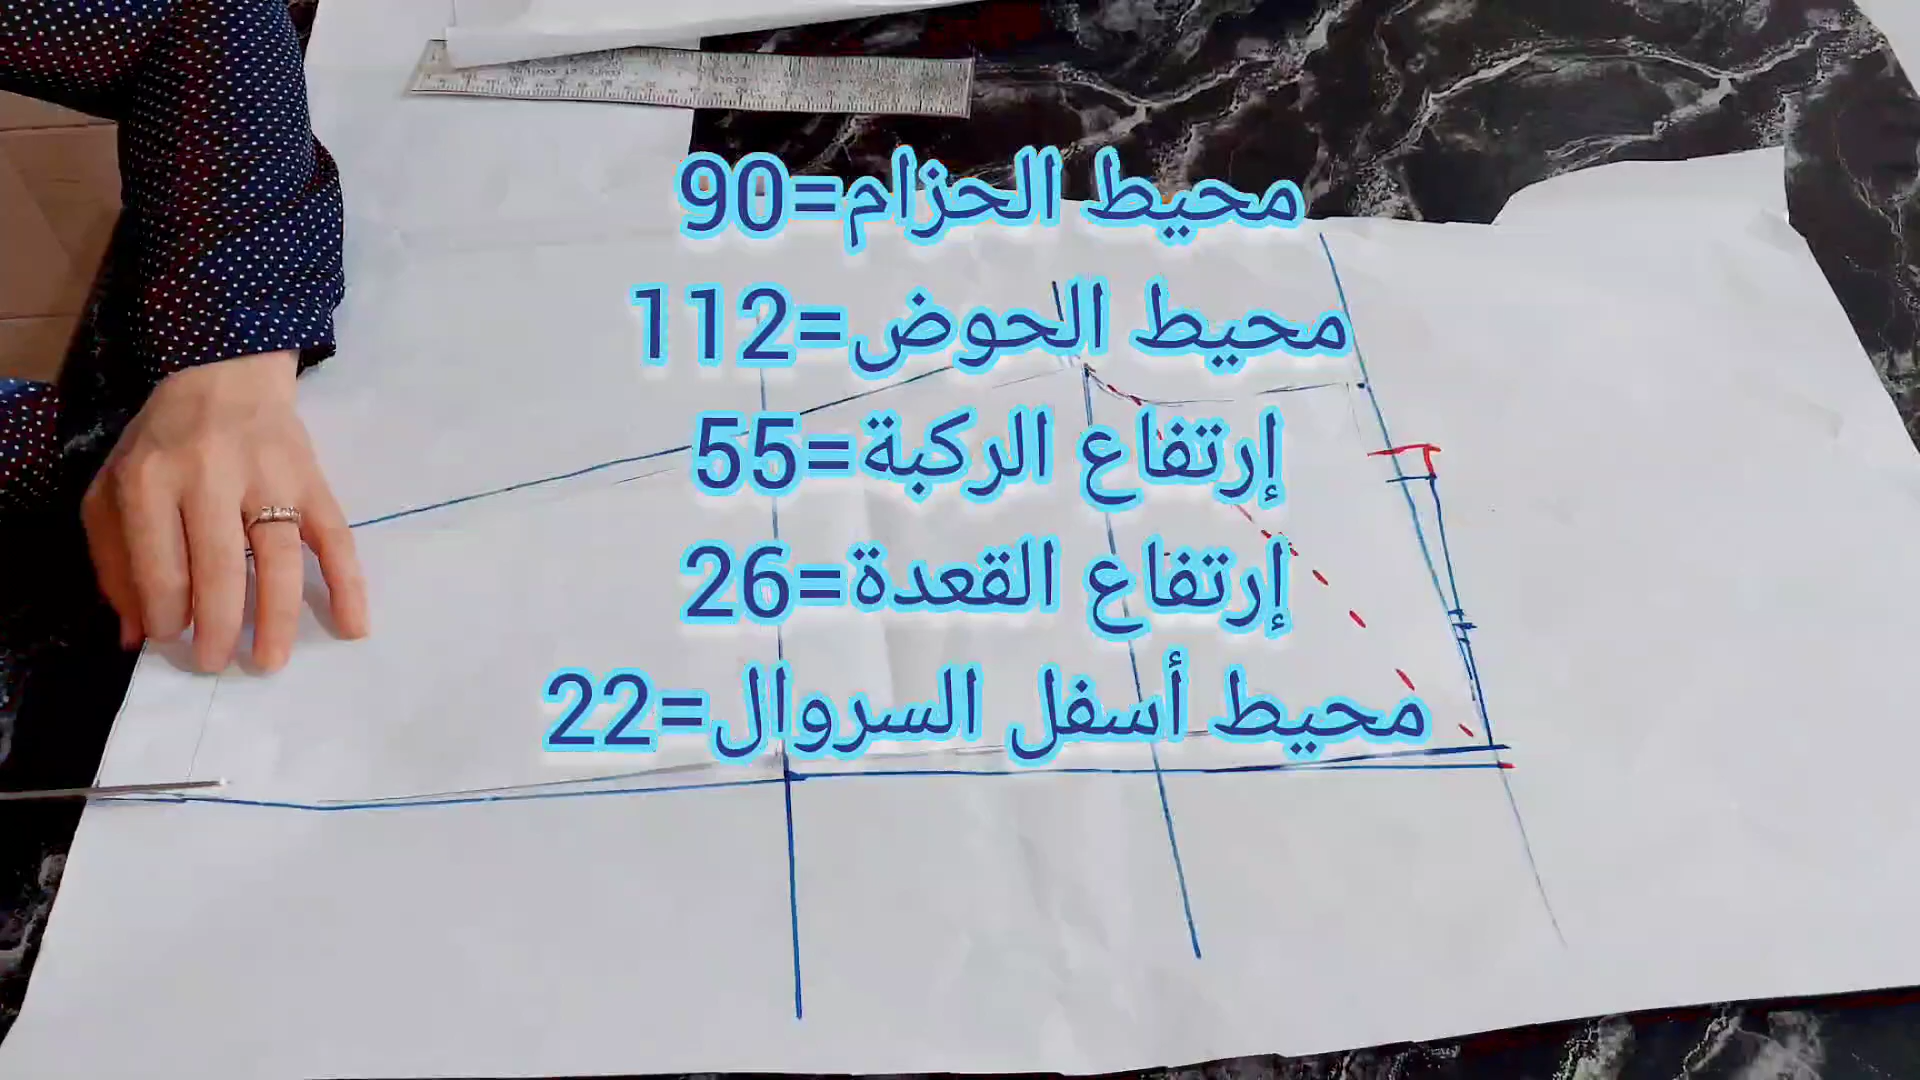 محيط الحزام=90
محيط الحوض=112
إرتفاع الركبة=55
إرتفاع القعدة=26
محيط أسفل السروال=22